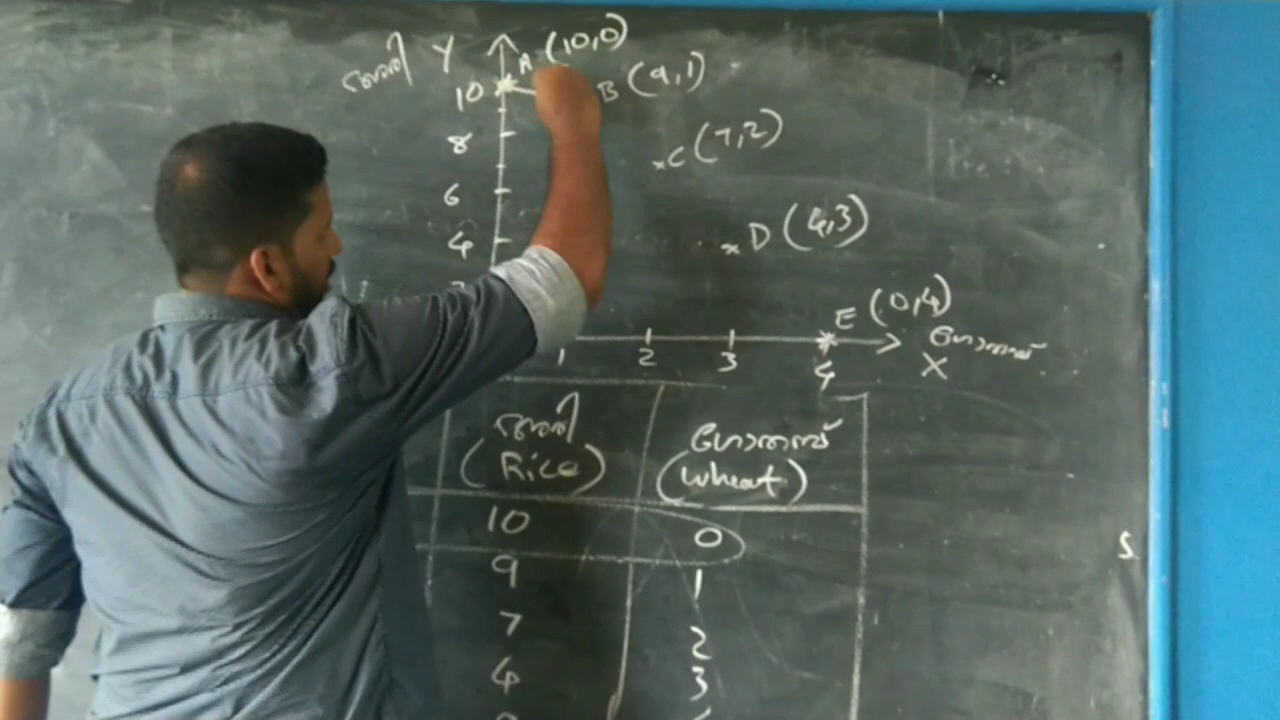 അരി Y A (10,0)
10 B (9,1)
8 C (7,2)
6
4 D (4,3)
E (0,4)
1 2 3 4 ഗോതമ്പ്
X
അരി ഗോതമ്പ്
(Rice) (Wheat)
10 0
9 1
7 2
4 3
S